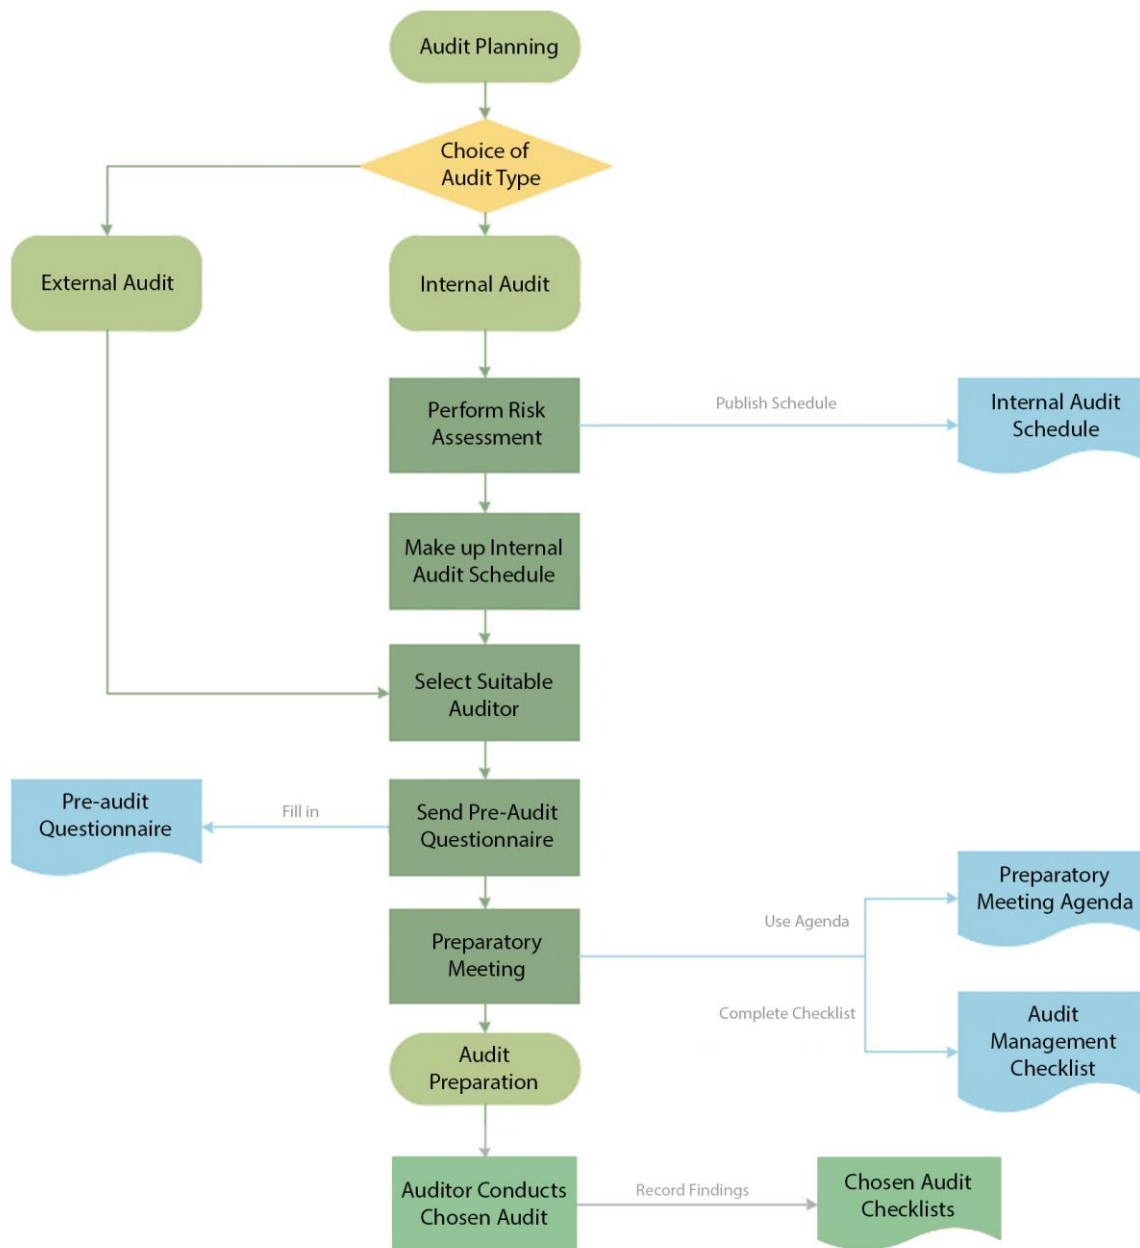 Audit Planning
Choice of
Audit Type
External Audit
Internal Audit
Perform Risk
Assessment
Publish Schedule
Internal Audit
Schedule
Make up Internal
Audit Schedule
Select Suitable
Auditor
Pre-audit
Questionnaire
Fill in
Send Pre-Audit
Questionnaire
Preparatory
Meeting
Use Agenda
Preparatory
Meeting Agenda
Complete Checklist
Audit
Management
Checklist
Audit
Preparation
Auditor Conducts
Chosen Audit
Record Findings
Chosen Audit
Checklists